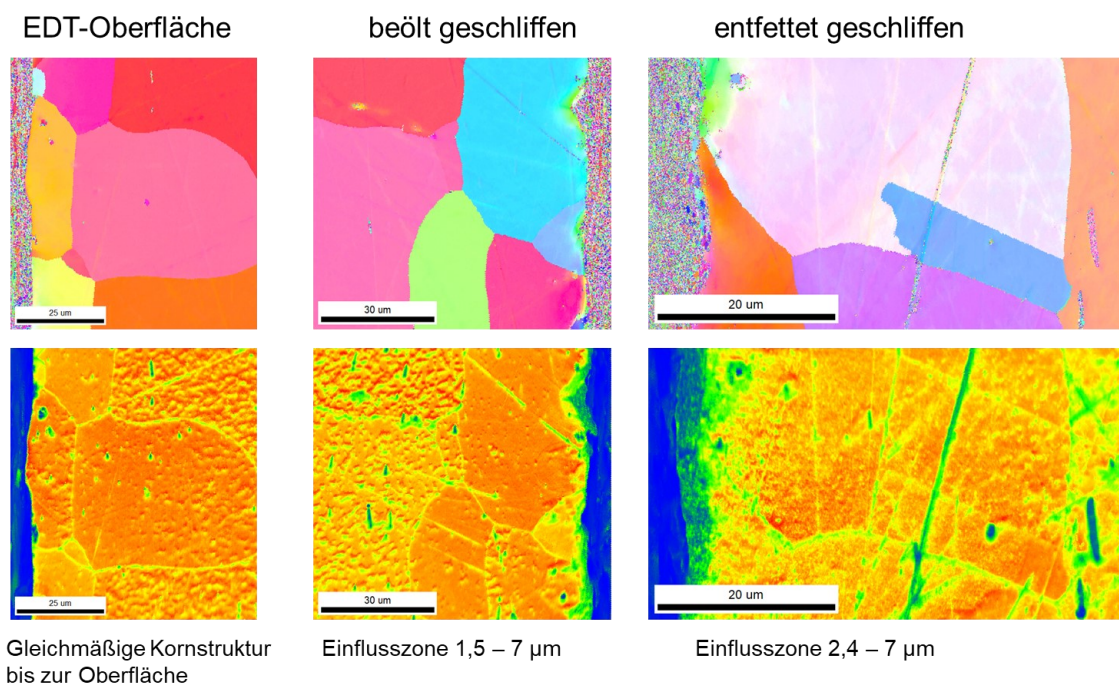 EDT-Oberfläche
beölt geschliffen
entfettet geschliffen
25 um
30 um
20 um
25 um
30 um
20 um
Gleichmäßige Kornstruktur
bis zur Oberfläche
Einflusszone 1,5 – 7 µm
Einflusszone 2,4 – 7 µm